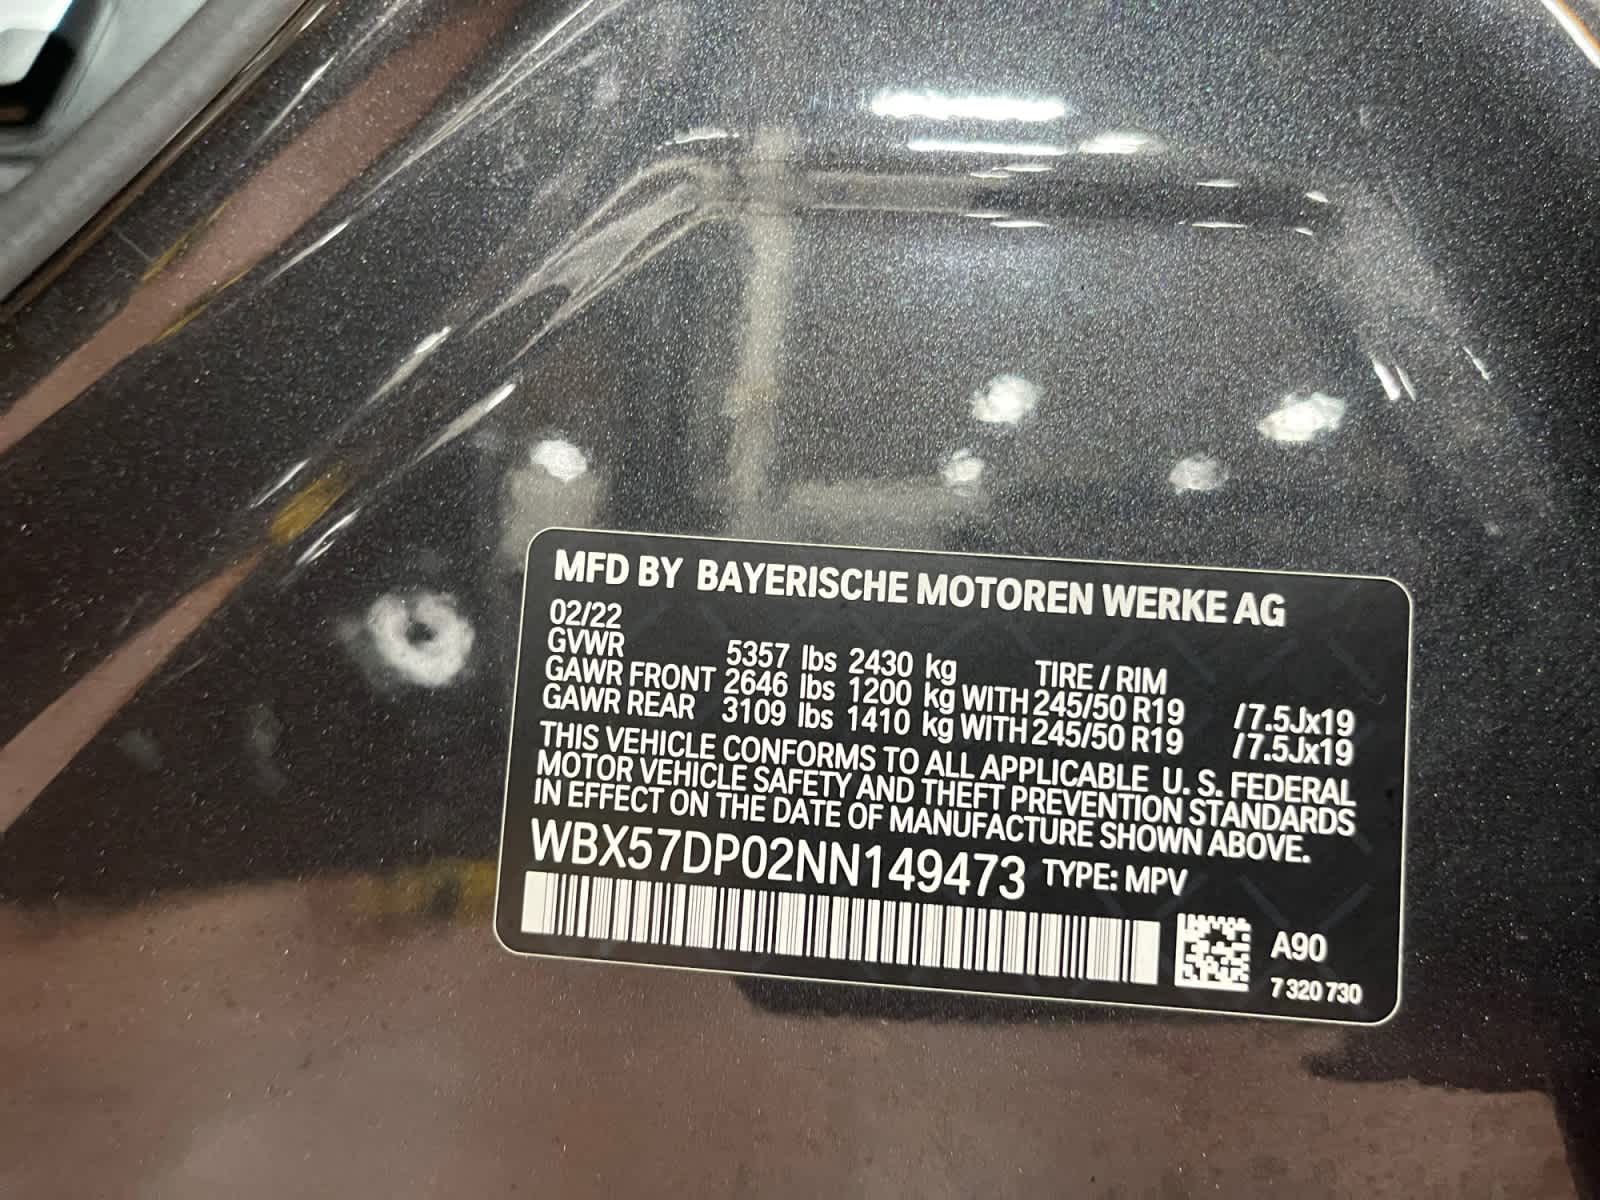 MFD BY BAYERISCHE MOTOREN WERKE AG
02/22
GVWR 5357 lbs 2430 kg TIRE / RIM
GAWR FRONT 2646 lbs 1200 kg WITH 245/50 R19 /7.5Jx19
GAWR REAR 3109 lbs 1410 kg WITH 245/50 R19 /7.5Jx19
THIS VEHICLE CONFORMS TO ALL APPLICABLE U. S. FEDERAL
MOTOR VEHICLE SAFETY AND THEFT PREVENTION STANDARDS
IN EFFECT ON THE DATE OF MANUFACTURE SHOWN ABOVE.
WBX57DP02NN149473 TYPE: MPV
A90
7 320 730